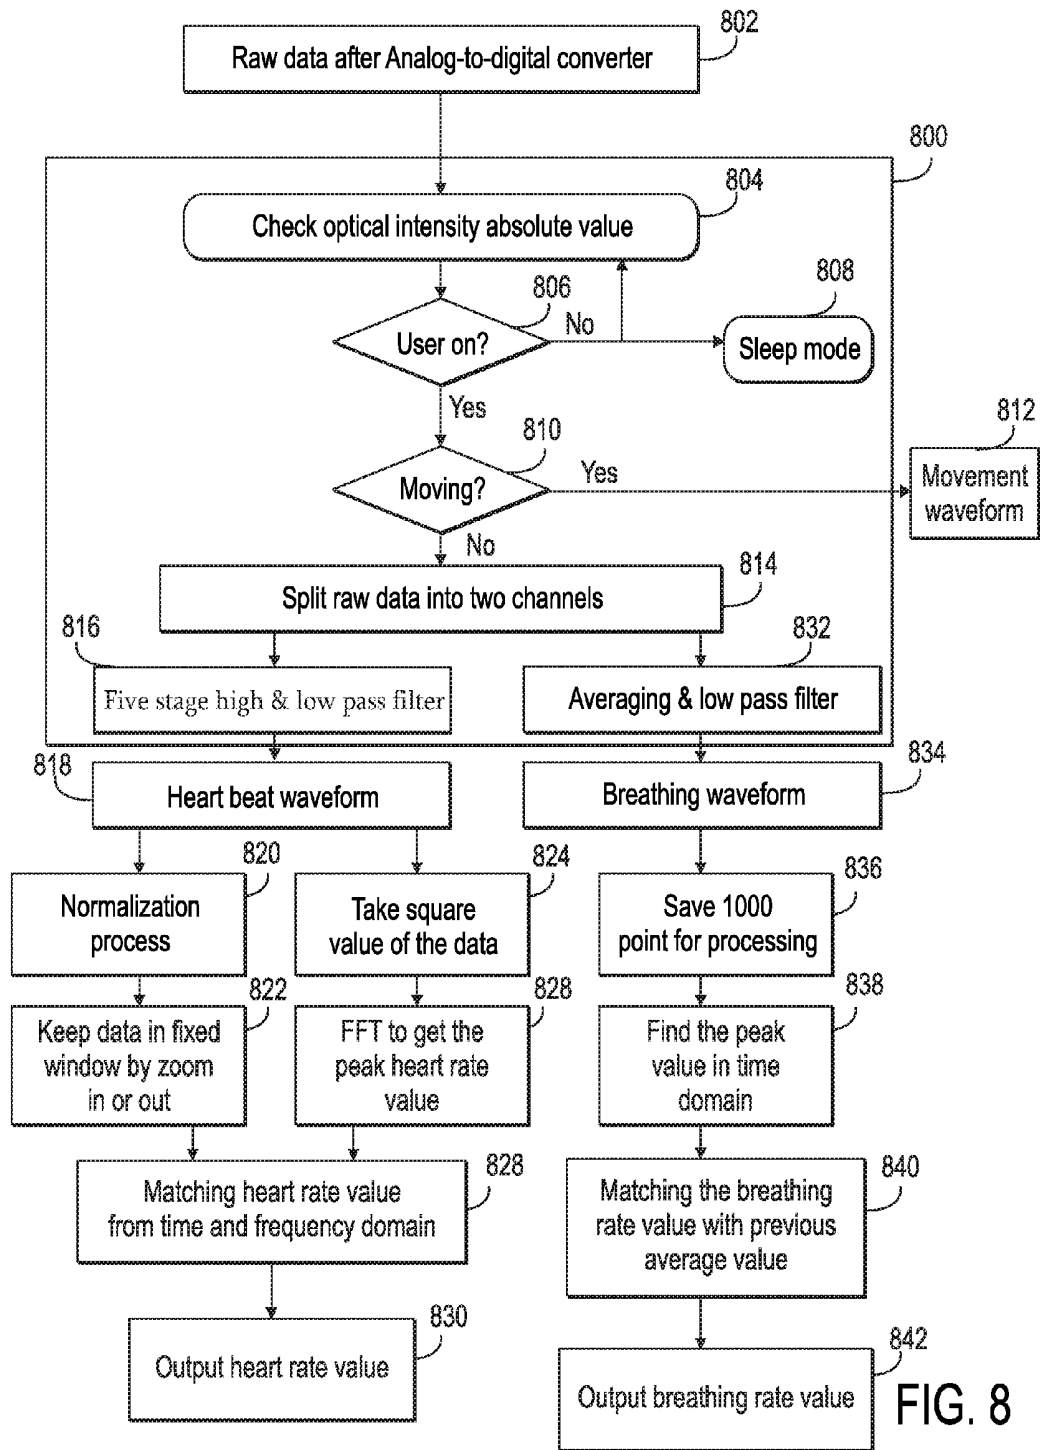 802
Raw data after Analog-to-digital converter
800
804
Check optical intensity absolute value
806
808
User on?
No
Sleep mode
Yes
810
812
Moving?
Yes
Movement
waveform
No
814
Split raw data into two channels
816
832
Five stage high & low pass filter
Averaging & low pass filter
818
834
Heart beat waveform
Breathing waveform
820
824
836
Normalization
process
Take square
value of the data
Save 1000
point for processing
822
828
838
Keep data in fixed
window by zoom
in or out
FFT to get the
peak heart rate
value
Find the peak
value in time
domain
828
840
Matching heart rate value
from time and frequency domain
Matching the breathing
rate value with previous
average value
830
842
Output heart rate value
Output breathing rate value
FIG. 8